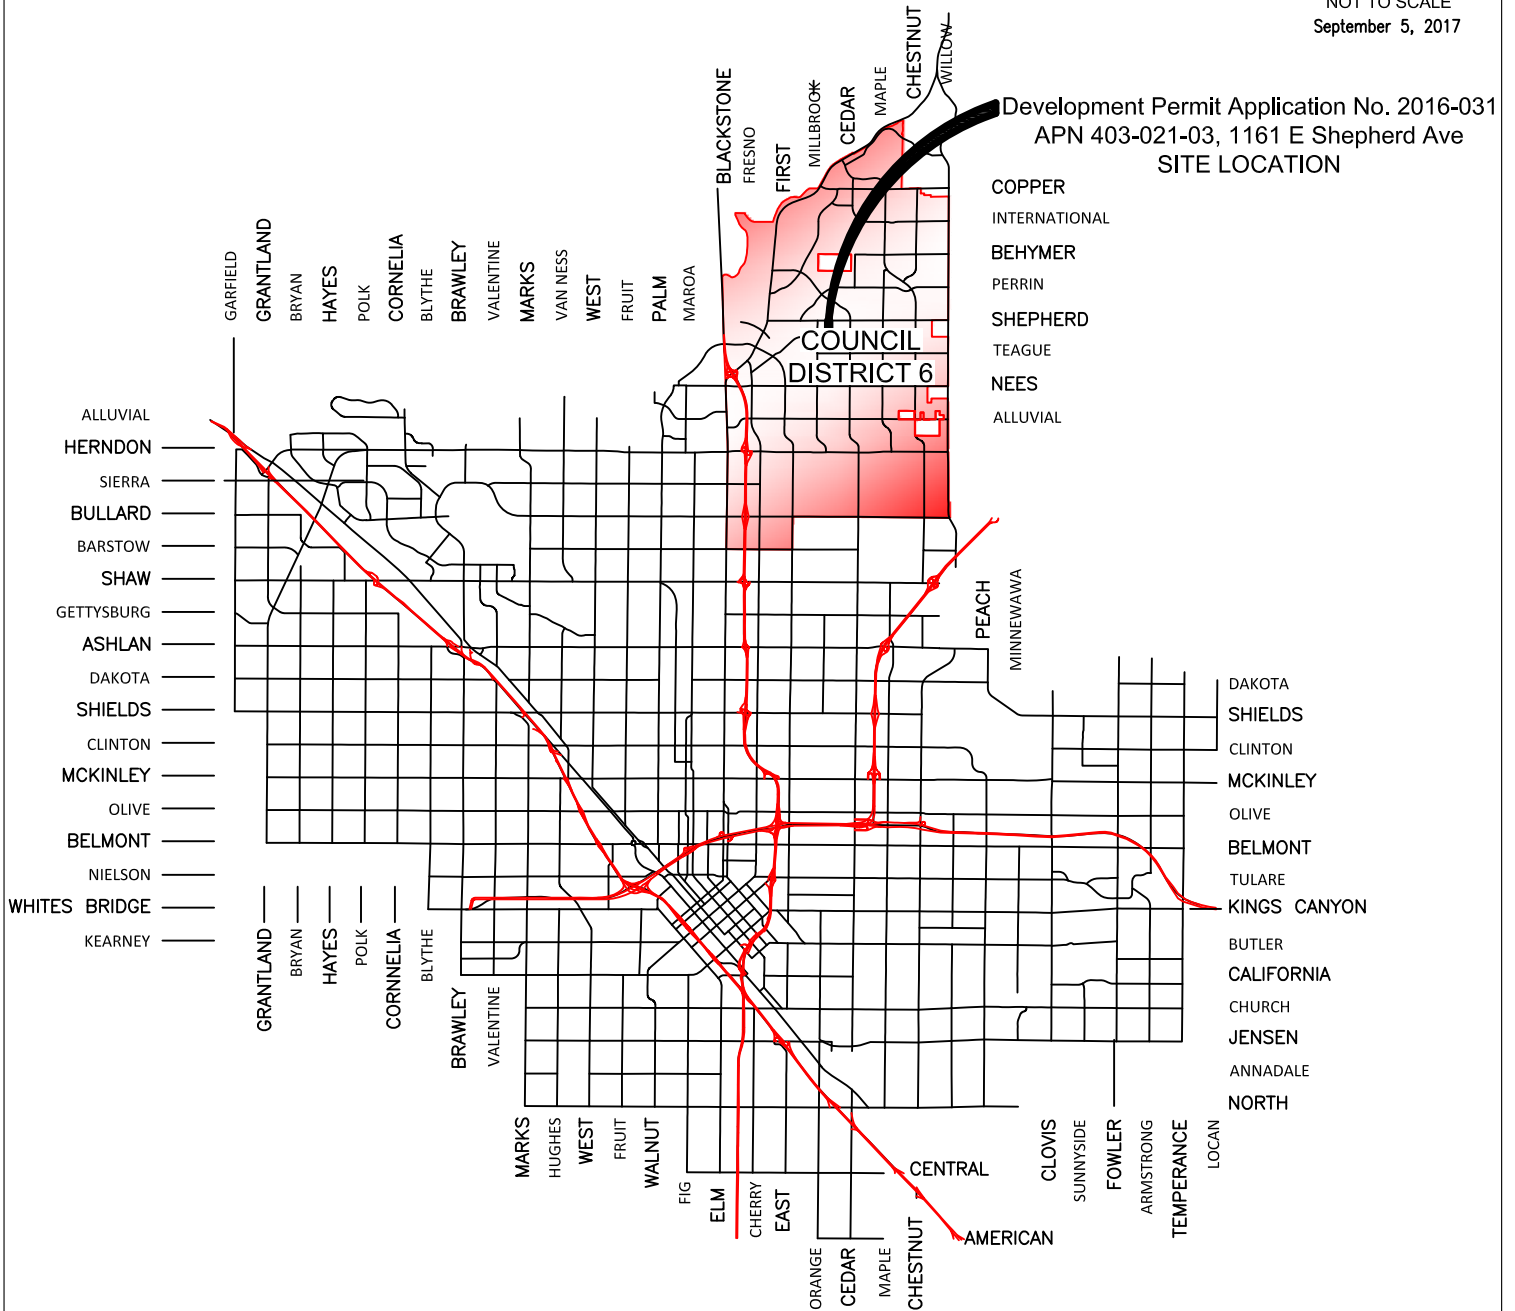 NOT TO SCALE
September 5, 2017
Development Permit Application No. 2016-031
APN 403-021-03, 1161 E Shepherd Ave
SITE LOCATION
BLACKSTONE
FRESNO
FIRST
MILLBROOK
CEDAR
MAPLE
CHESTNUT
WILLOW
COPPER
INTERNATIONAL
BEHYMER
PERRIN
SHEPHERD
TEAGUE
NEES
ALLUVIAL
COUNCIL
DISTRICT 6
GARFIELD
GRANTLAND
BRYAN
HAYES
POLK
CORNELIA
BLYTHE
BRAWLEY
VALENTINE
MARKS
VAN NESS
WEST
FRUIT
PALM
MAROA
ALLUVIAL
HERNDON
SIERRA
BULLARD
BARSTOW
SHAW
GETTYSBURG
ASHLAN
DAKOTA
SHIELDS
CLINTON
MCKINLEY
OLIVE
BELMONT
NIELSON
WHITES BRIDGE
KEARNEY
PEACH
MINNEWAWA
DAKOTA
SHIELDS
CLINTON
MCKINLEY
OLIVE
BELMONT
TULARE
KINGS CANYON
BUTLER
CALIFORNIA
CHURCH
JENSEN
ANNADALE
NORTH
GRANTLAND
BRYAN
HAYES
POLK
CORNELIA
BLYTHE
BRAWLEY
VALENTINE
MARKS
HUGHES
WEST
FRUIT
WALNUT
FIG
ELM
CHERRY
EAST
ORANGE
CEDAR
MAPLE
CHESTNUT
CENTRAL
AMERICAN
CLOVIS
SUNNYSIDE
FOWLER
ARMSTRONG
TEMPERANCE
LOCAN